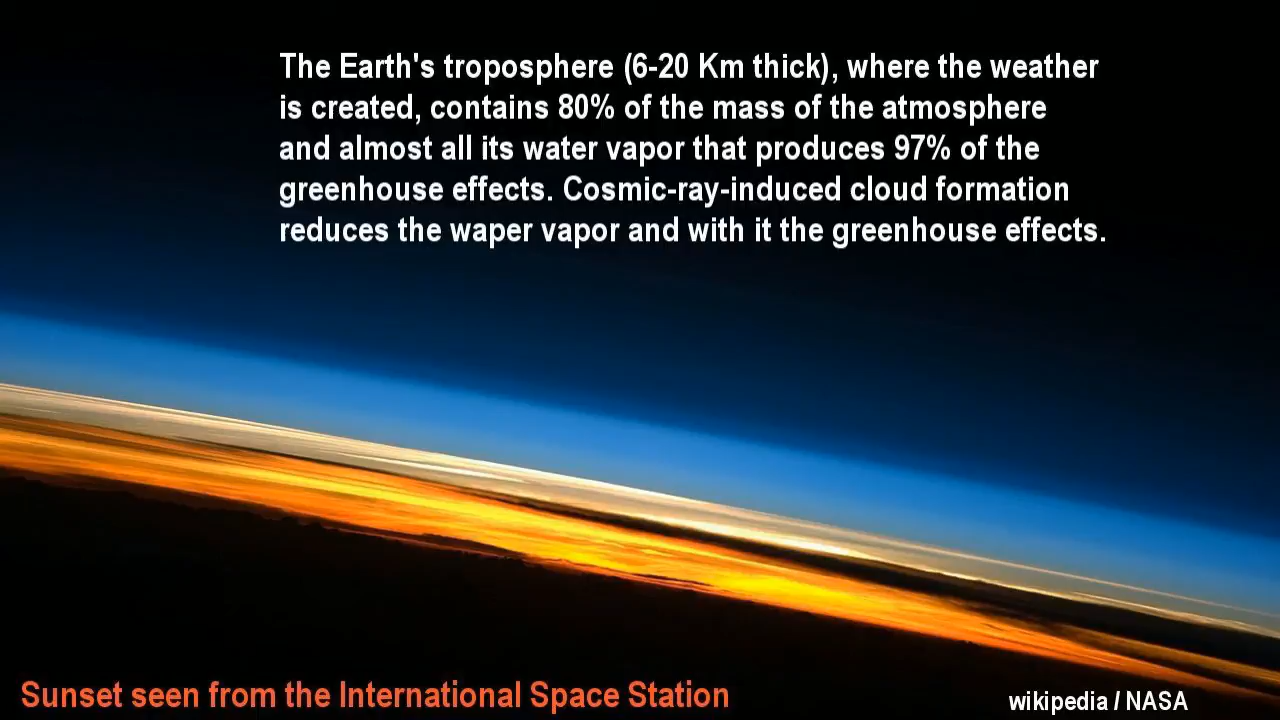 The Earth's troposphere (6-20 Km thick), where the weather
is created, contains 80% of the mass of the atmosphere
and almost all its water vapor that produces 97% of the
greenhouse effects. Cosmic-ray-induced cloud formation
reduces the waper vapor and with it the greenhouse effects.
Sunset seen from the International Space Station
wikipedia / NASA